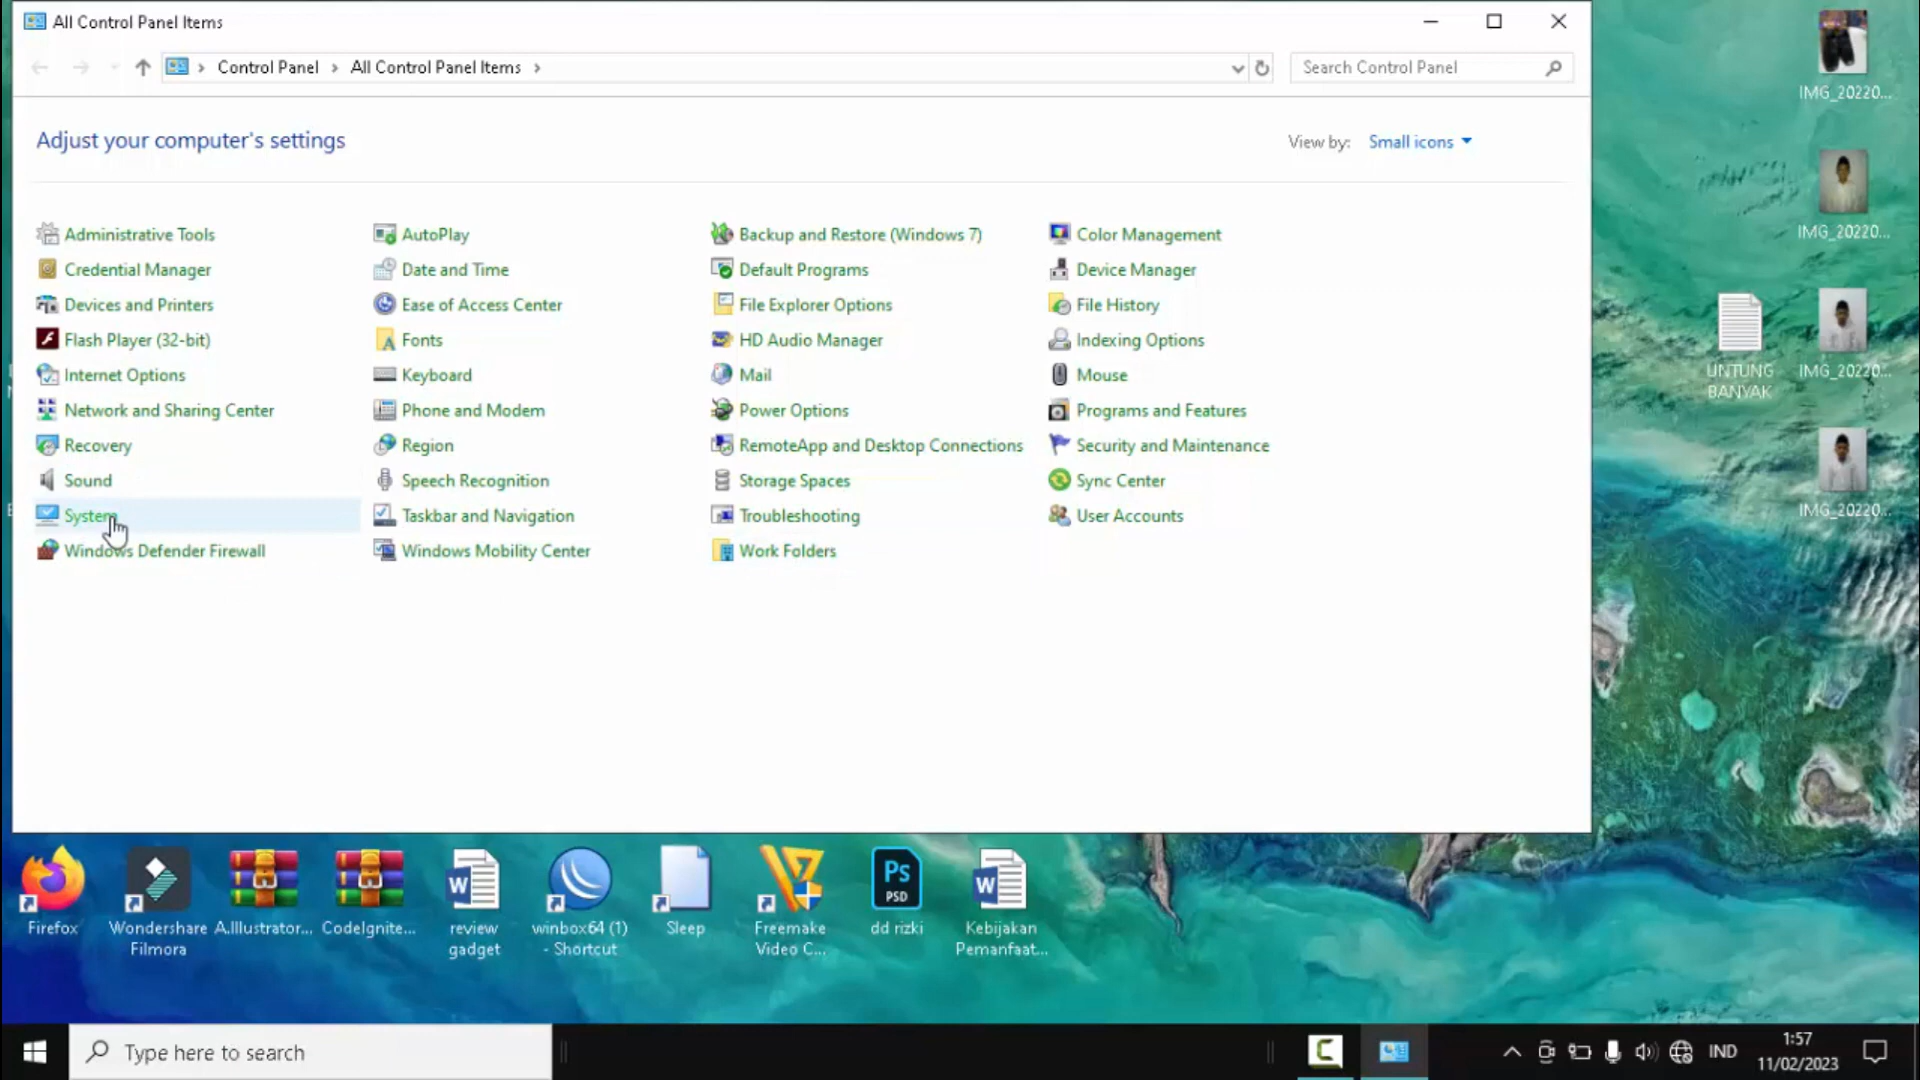 All Control Panel Items
Control Panel
All Control Panel Items
Search Control Panel
Adjust your computer's settings
View by: Small icons
Administrative Tools
AutoPlay
Backup and Restore (Windows 7)
Color Management
Credential Manager
Date and Time
Default Programs
Device Manager
Devices and Printers
Ease of Access Center
File Explorer Options
File History
Flash Player (32-bit)
Fonts
HD Audio Manager
Indexing Options
Internet Options
Keyboard
Mail
Mouse
Network and Sharing Center
Phone and Modem
Power Options
Programs and Features
Recovery
Region
RemoteApp and Desktop Connections
Security and Maintenance
Sound
Speech Recognition
Storage Spaces
Sync Center
System
Taskbar and Navigation
Troubleshooting
User Accounts
Windows Defender Firewall
Windows Mobility Center
Work Folders
IMG_20220...
IMG_20220...
UNTUNG
BANYAK
IMG_20220...
IMG_20220...
Firefox
Wondershare
Filmora
A.Illustrator...
CodeIgnite...
review
gadget
winbox64 (1)
- Shortcut
Sleep
Freemake
Video C...
Ps
PSD
dd rizki
Kebijakan
Pemanfaat...
Type here to search
IND
1:57
11/02/2023